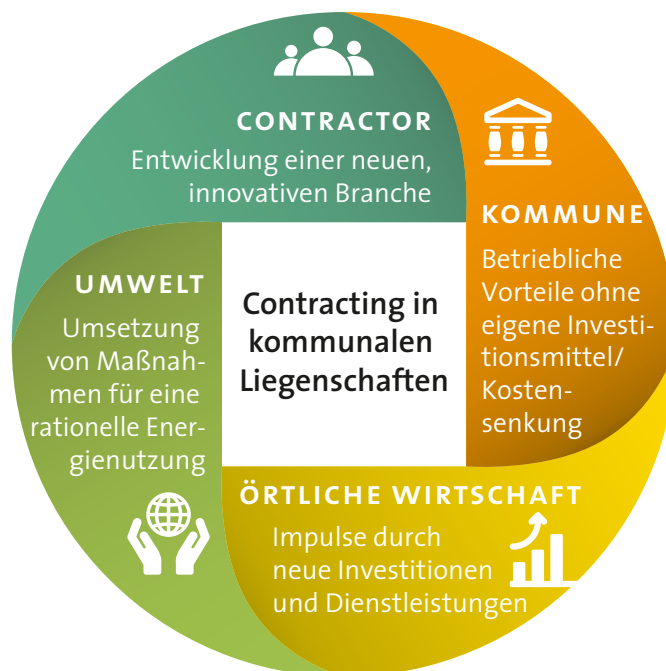 CONTRACTOR
Entwicklung einer neuen,
innovativen Branche
KOMMUNE
Betriebliche
Vorteile ohne
eigene Investi-
titionsmittel/
Kosten-
senkung
UMWELT
Umsetzung
von Maßnah-
men für eine
rationelle Ener-
gienutzung
Contracting in
kommunalen
Liegenschaften
ÖRTLICHE WIRTSCHAFT
Impulse durch
neue Investitionen
und Dienstleistungen